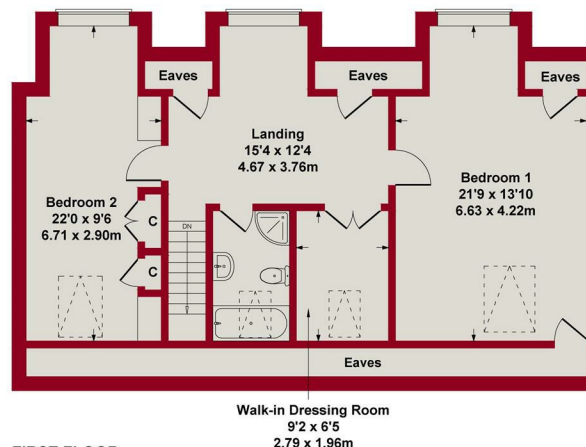 Eaves
Eaves
Eaves
Landing
15'4 x 12'4
4.67 x 3.76m
Bedroom 1
21'9 x 13'10
6.63 x 4.22m
Bedroom 2
22'0 x 9'6
6.71 x 2.90m
C
C
DN
Eaves
Walk-in Dressing Room
9'2 x 6'5
2.79 x 1.96m
FIRST FLOOR